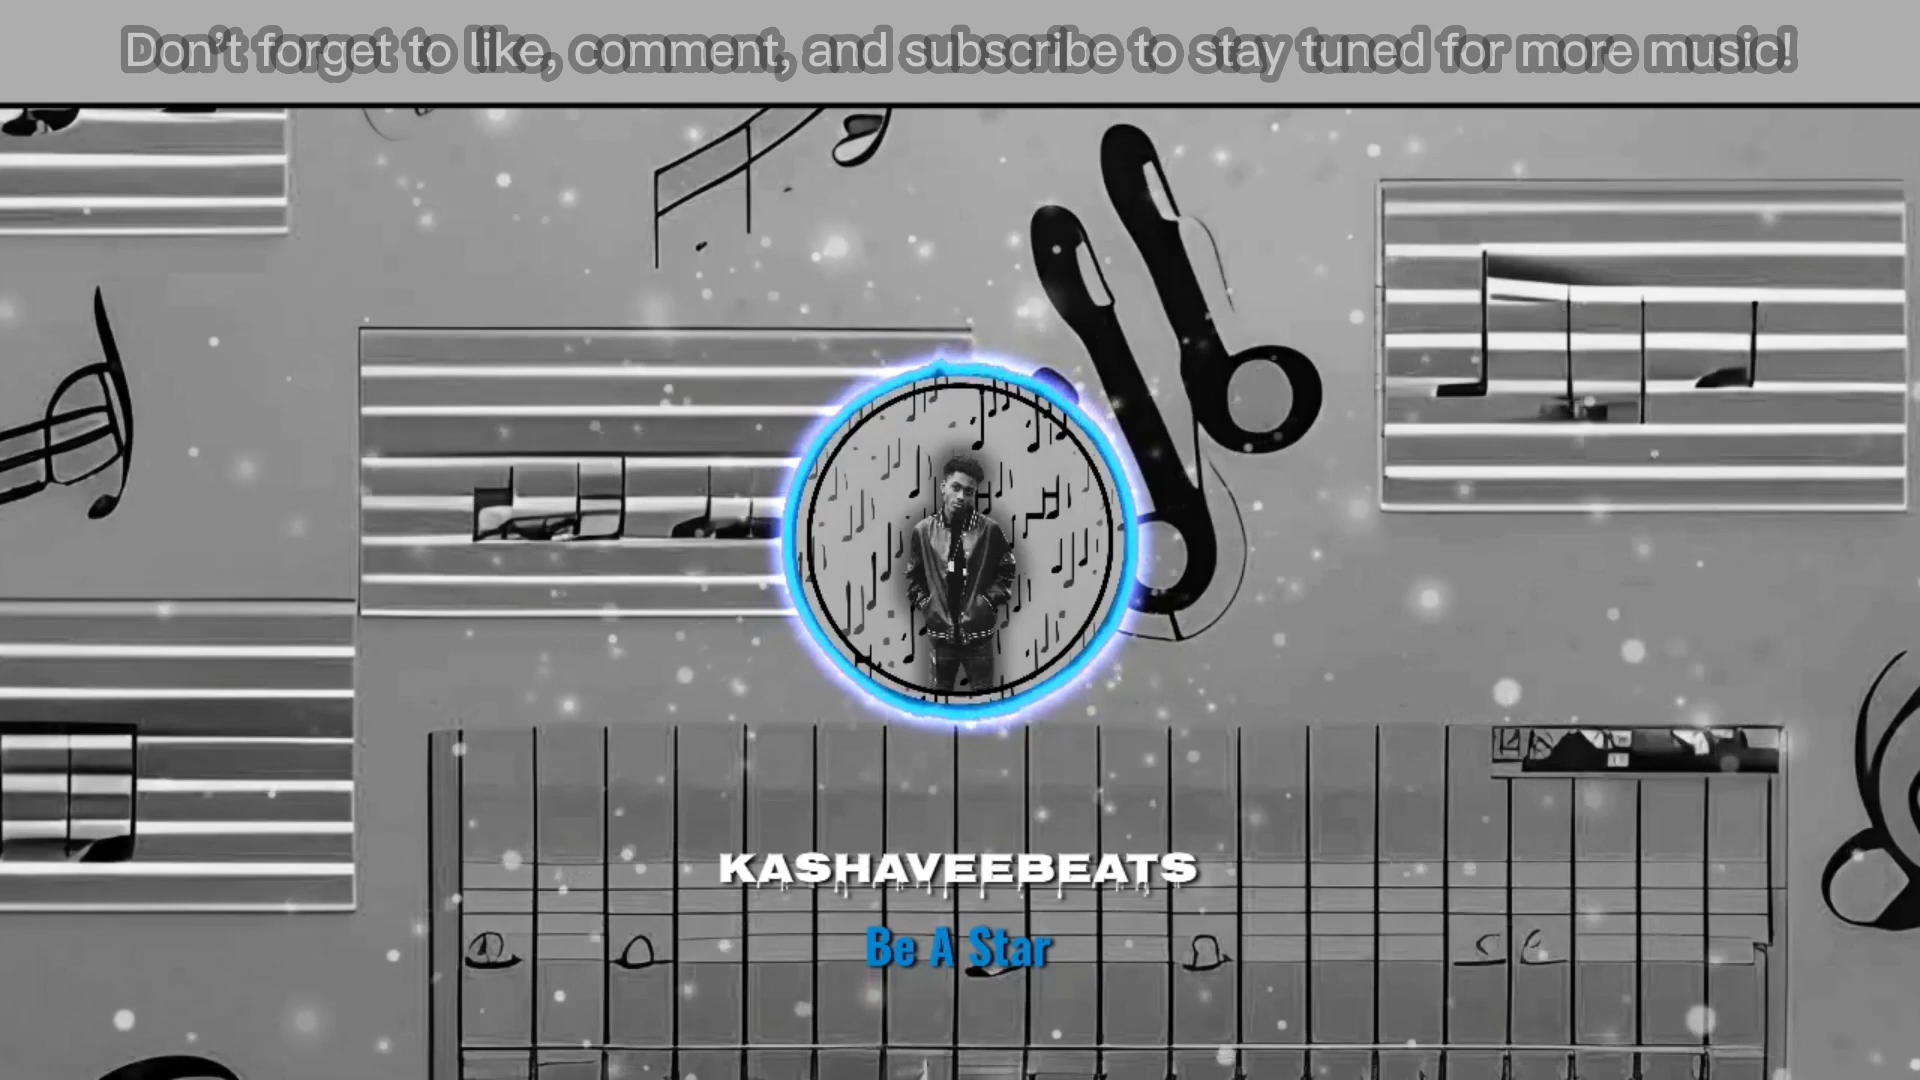 Don't forget to like, comment, and subscribe to stay tuned for more music!
KASHAVEEBEATS
Be A Star